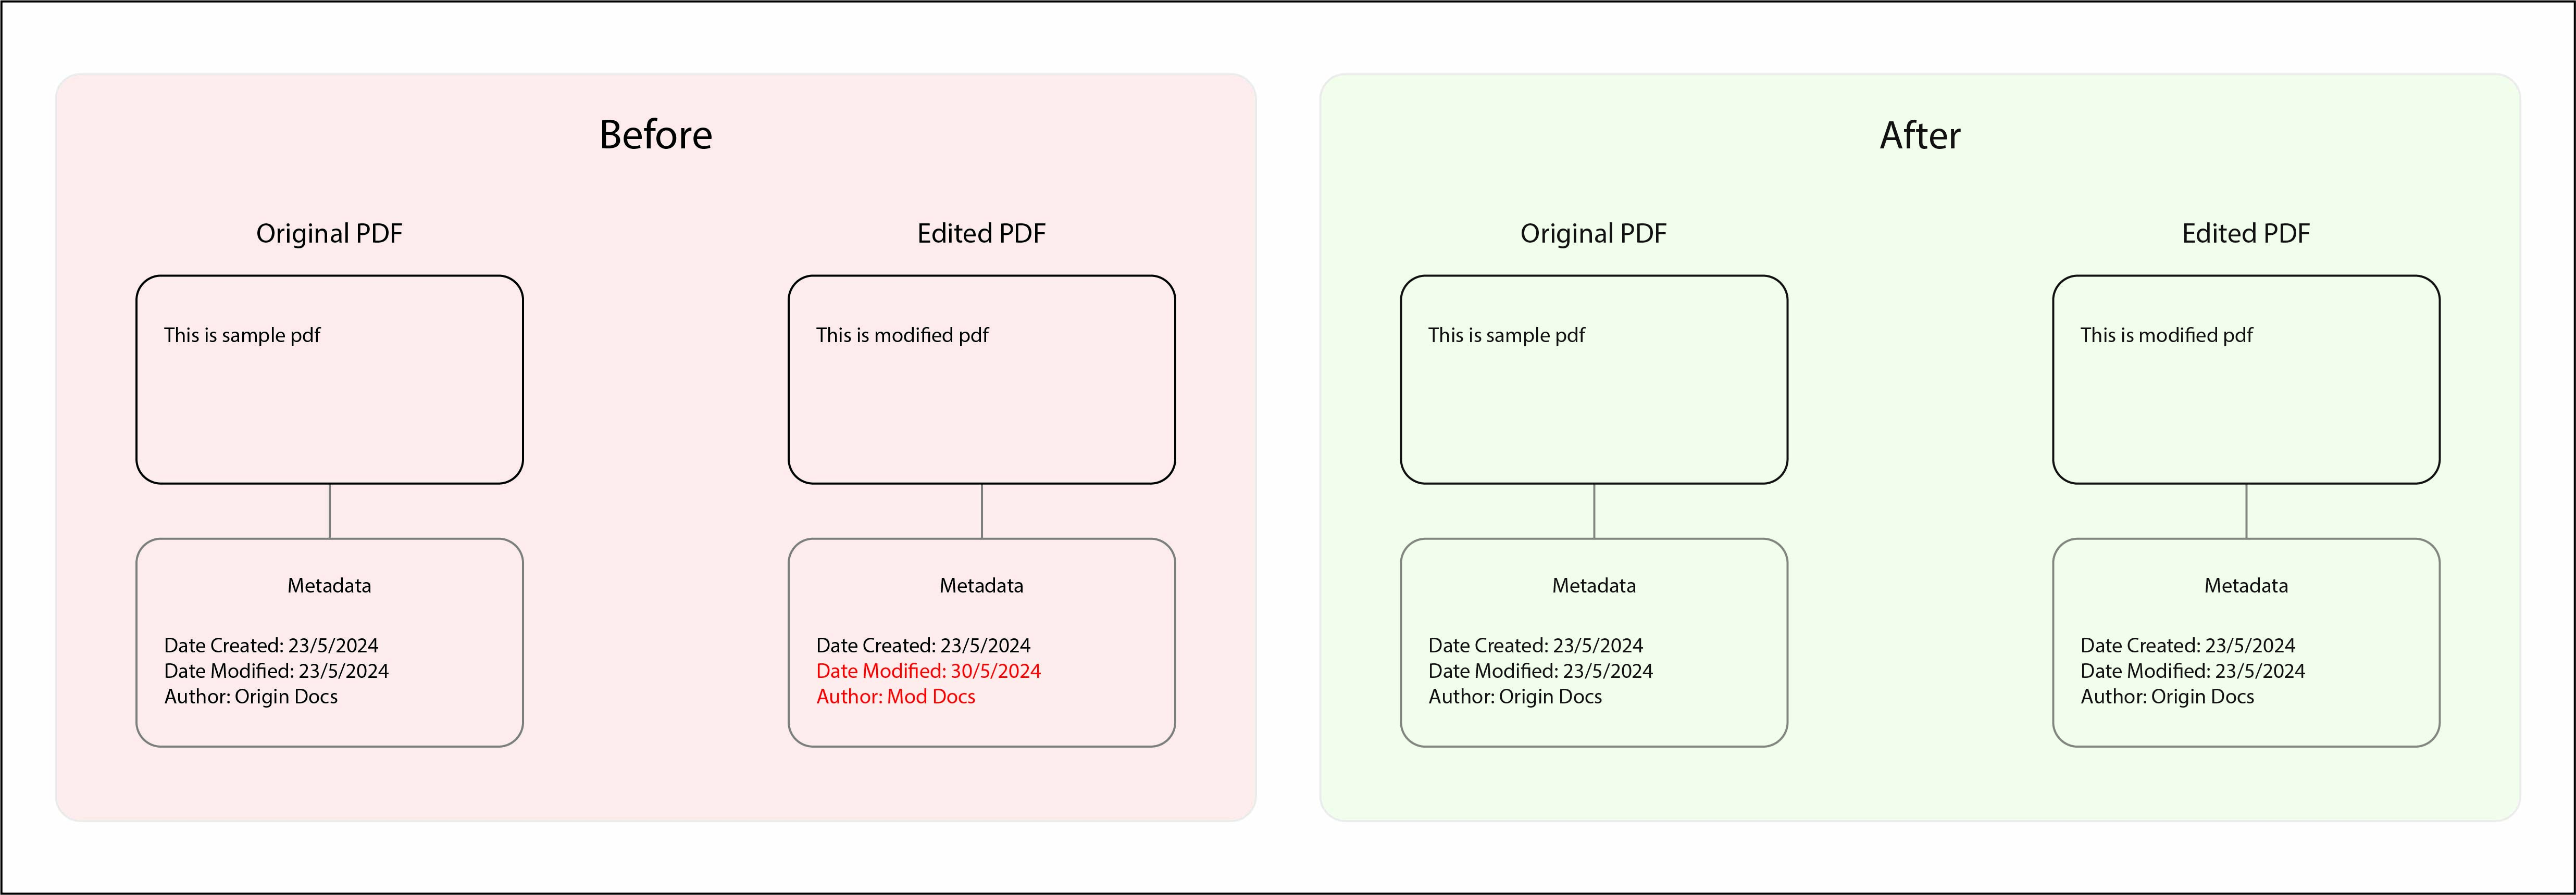 Before
Original PDF
Edited PDF
This is sample pdf
This is modified pdf
Metadata
Date Created: 23/5/2024
Date Modified: 23/5/2024
Author: Origin Docs
Metadata
Date Created: 23/5/2024
Date Modified: 30/5/2024
Author: Mod Docs
After
Original PDF
Edited PDF
This is sample pdf
This is modified pdf
Metadata
Date Created: 23/5/2024
Date Modified: 23/5/2024
Author: Origin Docs
Metadata
Date Created: 23/5/2024
Date Modified: 23/5/2024
Author: Origin Docs